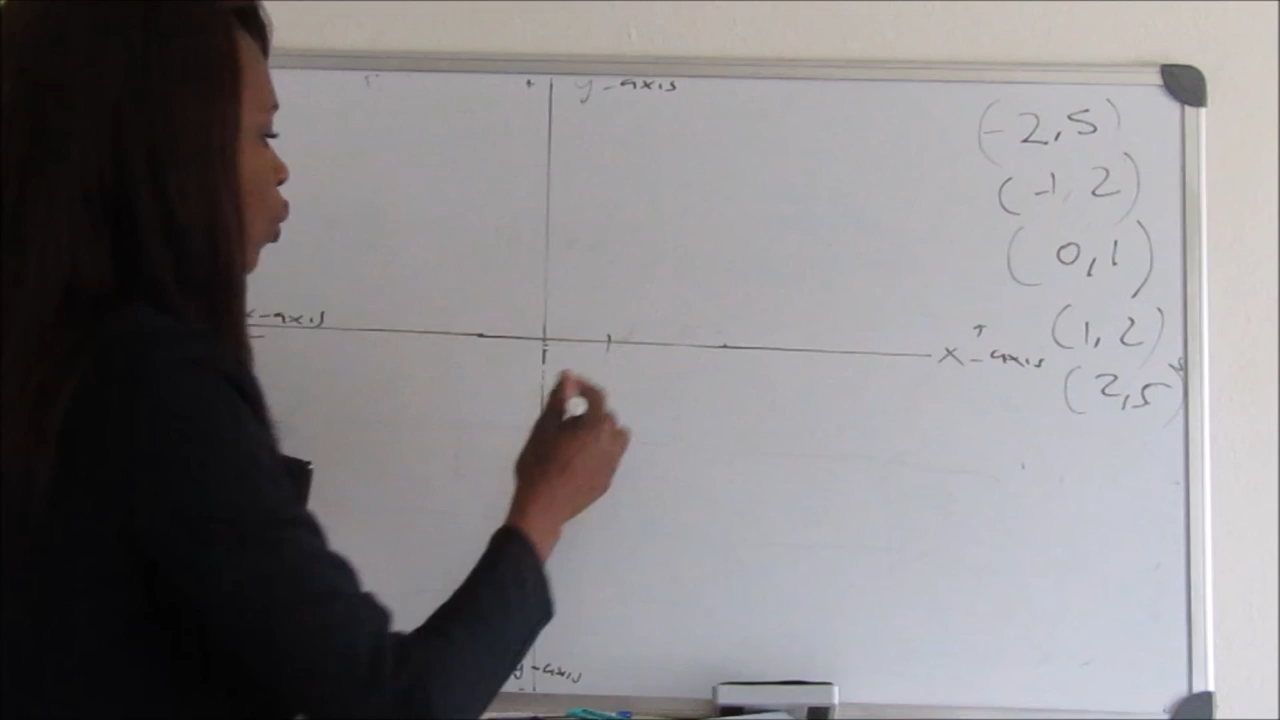 + y-axis
(-2,5)
(-1, 2)
(0,1)
x-axis
(1, 2)
x-axis
(2,5)
y-axis
-